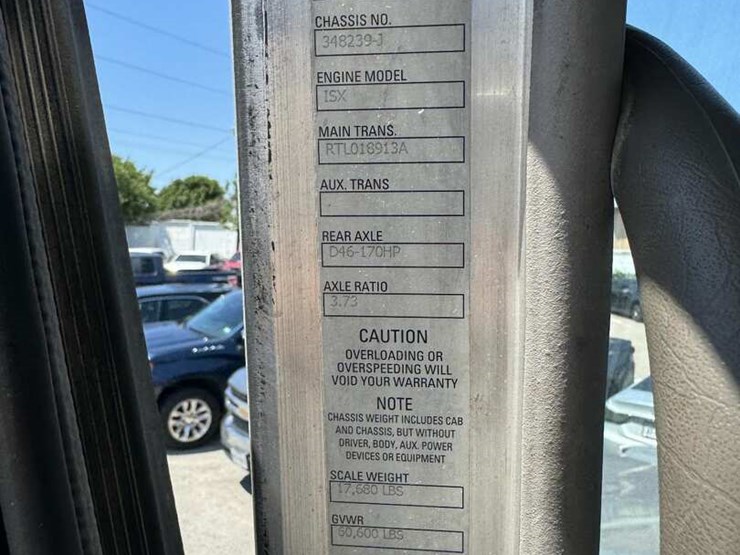 CHASSIS NO.
348239-J
ENGINE MODEL
ISX
MAIN TRANS.
RTLO18913A
AUX. TRANS
REAR AXLE
D46-170HP
AXLE RATIO
3.73
CAUTION
OVERLOADING OR
OVERSPEEDING WILL
VOID YOUR WARRANTY
NOTE
CHASSIS WEIGHT INCLUDES CAB
AND CHASSIS, BUT WITHOUT
DRIVER, BODY, AUX. POWER
DEVICES OR EQUIPMENT
SCALE WEIGHT
17,680 LBS
GVWR
60,600 LBS